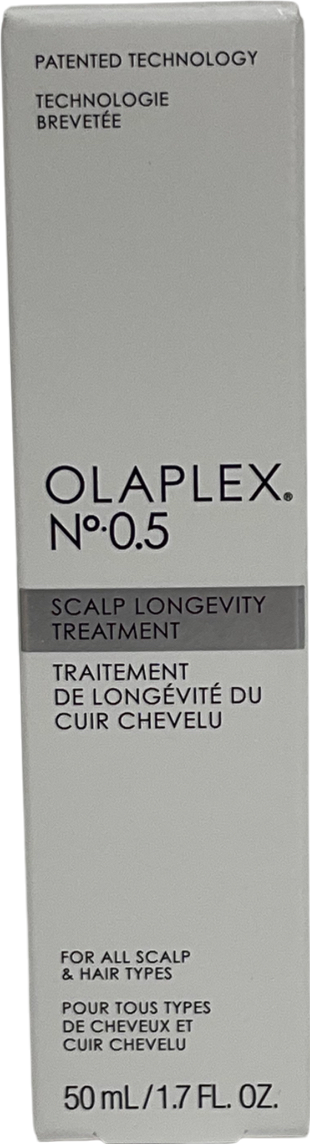 PATENTED TECHNOLOGY
TECHNOLOGIE
BREVETÉE
OLAPLEX®
Nº.0.5
SCALP LONGEVITY
TREATMENT
TRAITEMENT
DE LONGÉVITÉ DU
CUIR CHEVELU
FOR ALL SCALP
& HAIR TYPES
POUR TOUS TYPES
DE CHEVEUX ET
CUIR CHEVELU
50 mL / 1.7 FL. OZ.